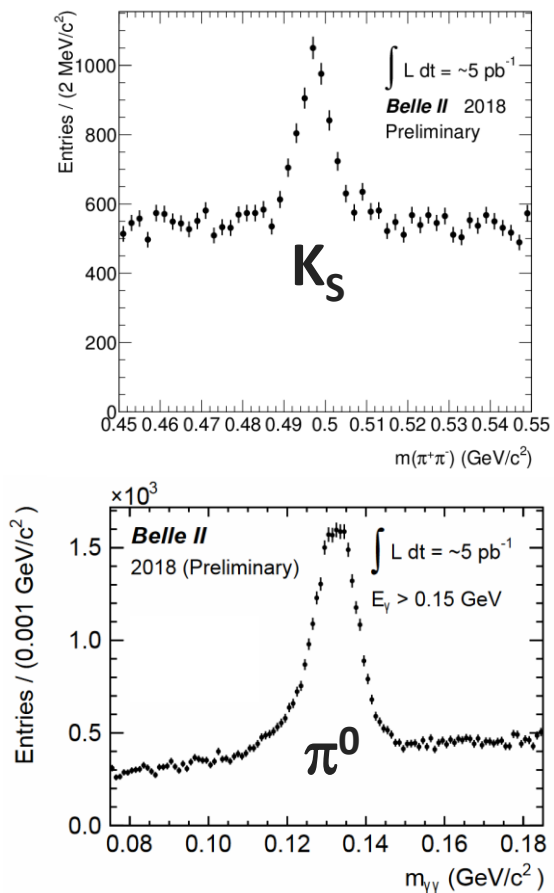 Entries / (2 MeV/c²)
1000
800
600
400
200
0
∫ L dt = ~5 pb⁻¹
Belle II 2018
Preliminary
K_S
0.45 0.46 0.47 0.48 0.49 0.5 0.51 0.52 0.53 0.54 0.55
m(π⁺π⁻) (GeV/c²)
×10³
Entries / (0.001 GeV/c²)
1.5
1.0
0.5
0.0
Belle II
2018 (Preliminary)
∫ L dt = ~5 pb⁻¹
E_γ > 0.15 GeV
π⁰
0.08 0.10 0.12 0.14 0.16 0.18
m_γγ (GeV/c²)